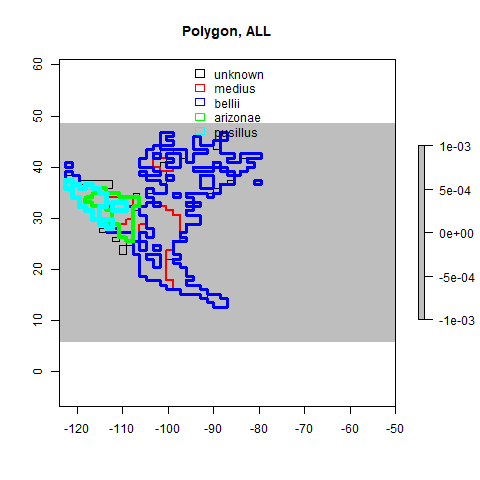 Polygon, ALL
unknown
medius
bellii
arizonae
pusillus
60
50
40
30
20
10
0
-120
-110
-100
-90
-80
-70
-60
-50
1e-03
5e-04
0e+00
-5e-04
-1e-03